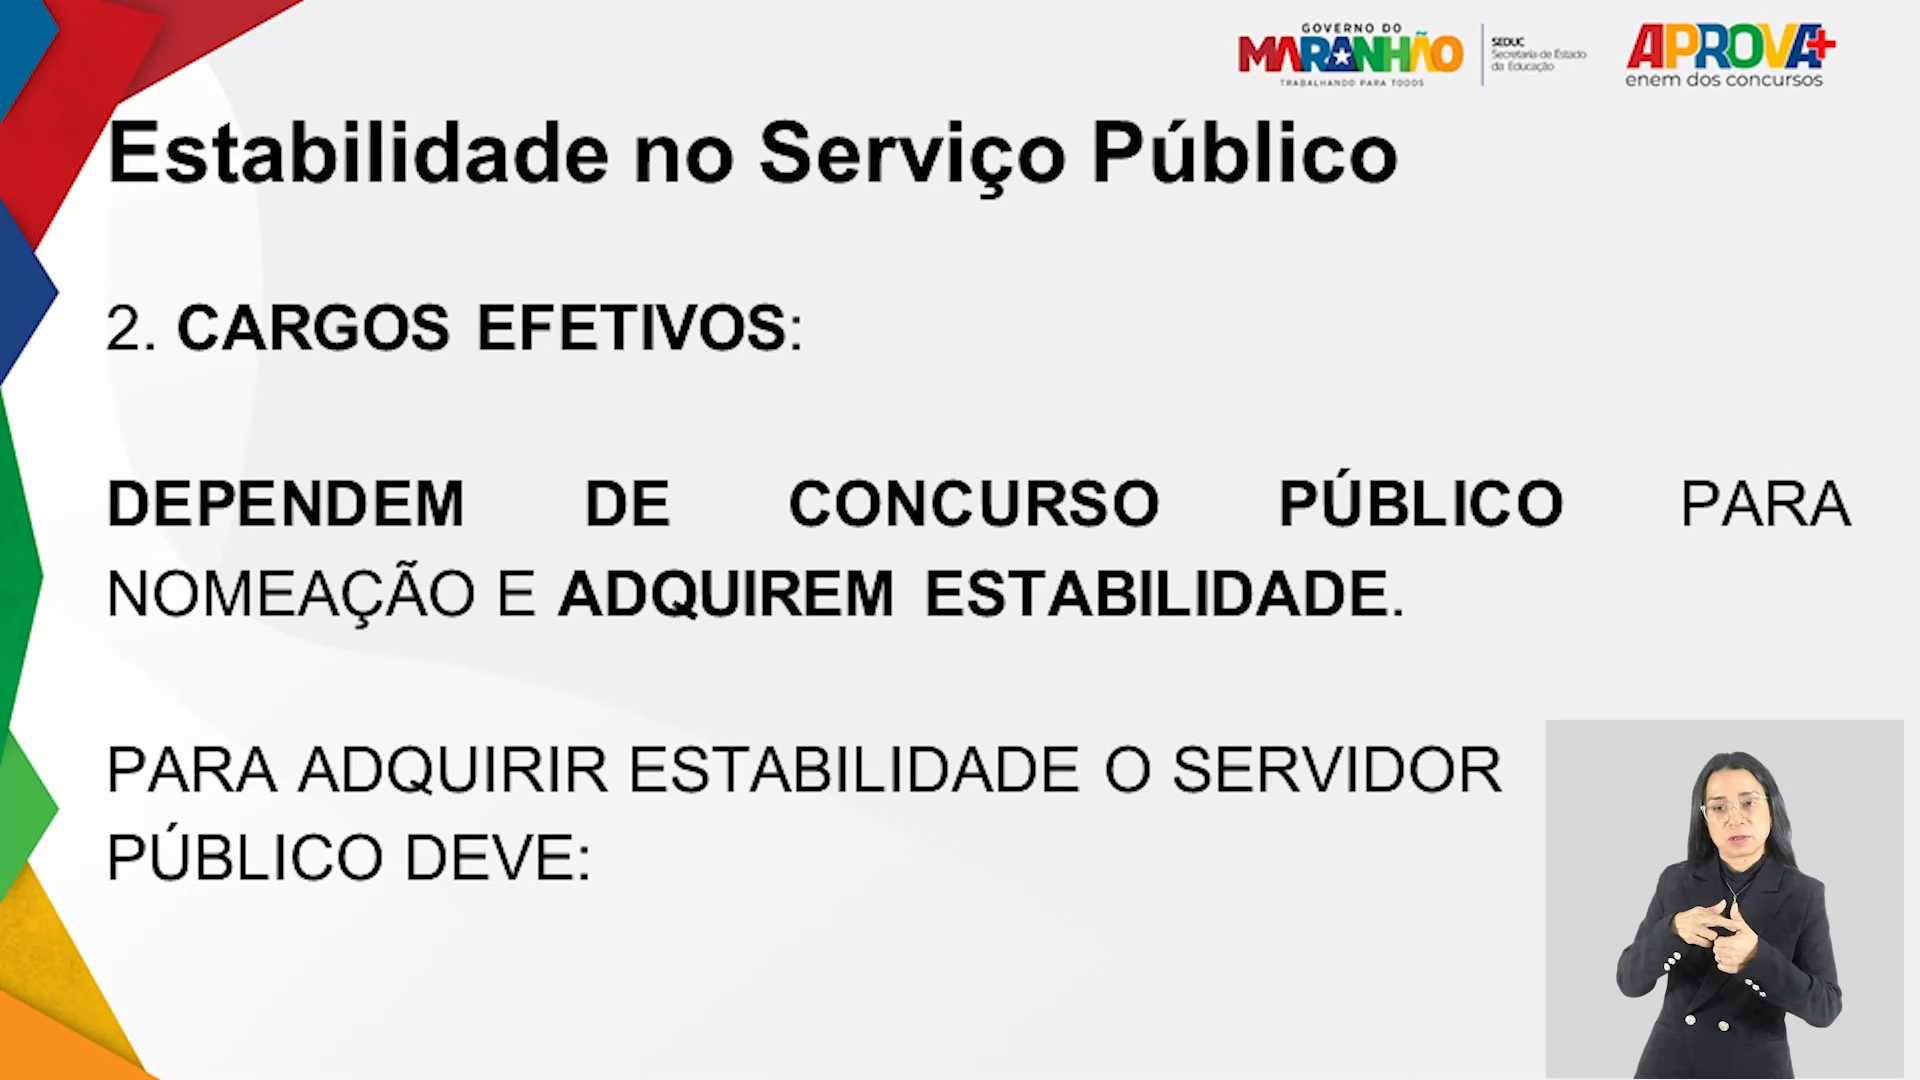 GOVERNO DO
MARANHÃO
TRABALHANDO PARA TODOS
SEDUC
Secretaria de Estado
da Educação
APROVA+
enem dos concursos
Estabilidade no Serviço Público
2. CARGOS EFETIVOS:
DEPENDEM DE CONCURSO PÚBLICO PARA
NOMEAÇÃO E ADQUIREM ESTABILIDADE.
PARA ADQUIRIR ESTABILIDADE O SERVIDOR
PÚBLICO DEVE: